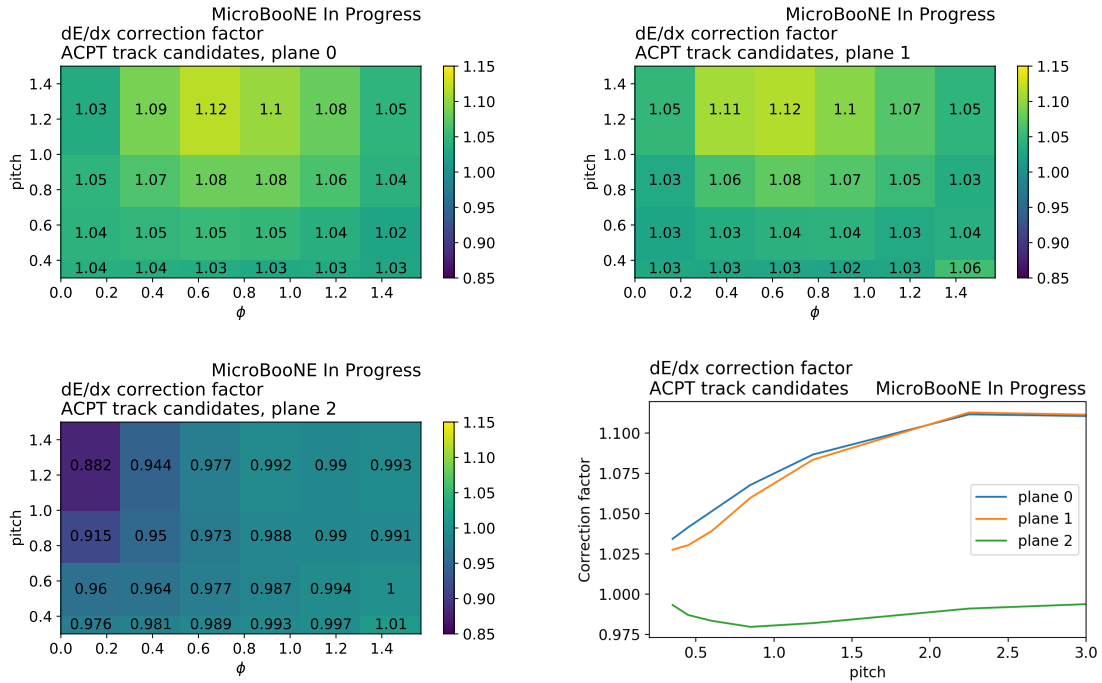 MicroBooNE In Progress
dE/dx correction factor
ACPT track candidates, plane 0
1.4
1.2
1.0
0.8
0.6
0.4
pitch
1.03 1.09 1.12 1.1 1.08 1.05
1.05 1.07 1.08 1.08 1.06 1.04
1.04 1.05 1.05 1.05 1.04 1.02
1.04 1.04 1.03 1.03 1.03 1.03
0.0 0.2 0.4 0.6 0.8 1.0 1.2 1.4
ϕ
1.15
1.10
1.05
1.00
0.95
0.90
0.85
MicroBooNE In Progress
dE/dx correction factor
ACPT track candidates, plane 1
1.4
1.2
1.0
0.8
0.6
0.4
pitch
1.05 1.11 1.12 1.1 1.07 1.05
1.03 1.06 1.08 1.07 1.05 1.03
1.03 1.03 1.04 1.04 1.03 1.04
1.03 1.03 1.03 1.02 1.03 1.06
0.0 0.2 0.4 0.6 0.8 1.0 1.2 1.4
ϕ
1.15
1.10
1.05
1.00
0.95
0.90
0.85
MicroBooNE In Progress
dE/dx correction factor
ACPT track candidates, plane 2
1.4
1.2
1.0
0.8
0.6
0.4
pitch
0.882 0.944 0.977 0.992 0.99 0.993
0.915 0.95 0.973 0.988 0.99 0.991
0.96 0.964 0.977 0.987 0.994 1
0.976 0.981 0.989 0.993 0.997 1.01
0.0 0.2 0.4 0.6 0.8 1.0 1.2 1.4
ϕ
1.15
1.10
1.05
1.00
0.95
0.90
0.85
dE/dx correction factor
ACPT track candidates MicroBooNE In Progress
1.100
1.075
1.050
1.025
1.000
0.975
Correction factor
plane 0
plane 1
plane 2
0.5 1.0 1.5 2.0 2.5 3.0
pitch